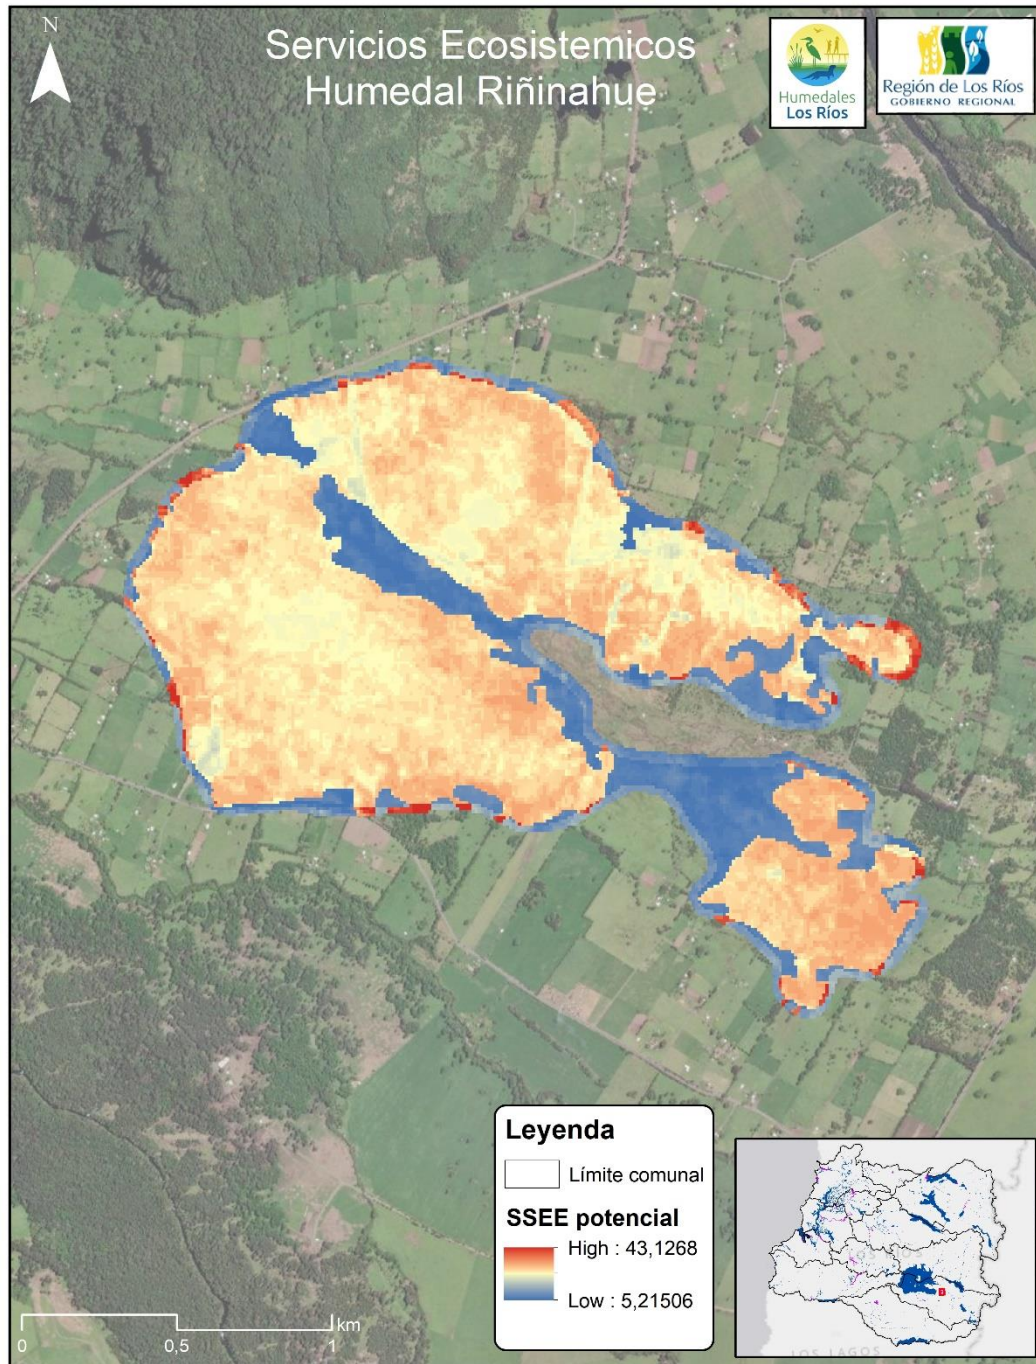 N
Servicios Ecosistemicos
Humedal Riñinahue
Humedales
Los Ríos
Región de Los Ríos
GOBIERNO REGIONAL
Leyenda
Límite comunal
SSEE potencial
High : 43,1268
Low : 5,21506
km
0
0,5
1
LOS LAGOS